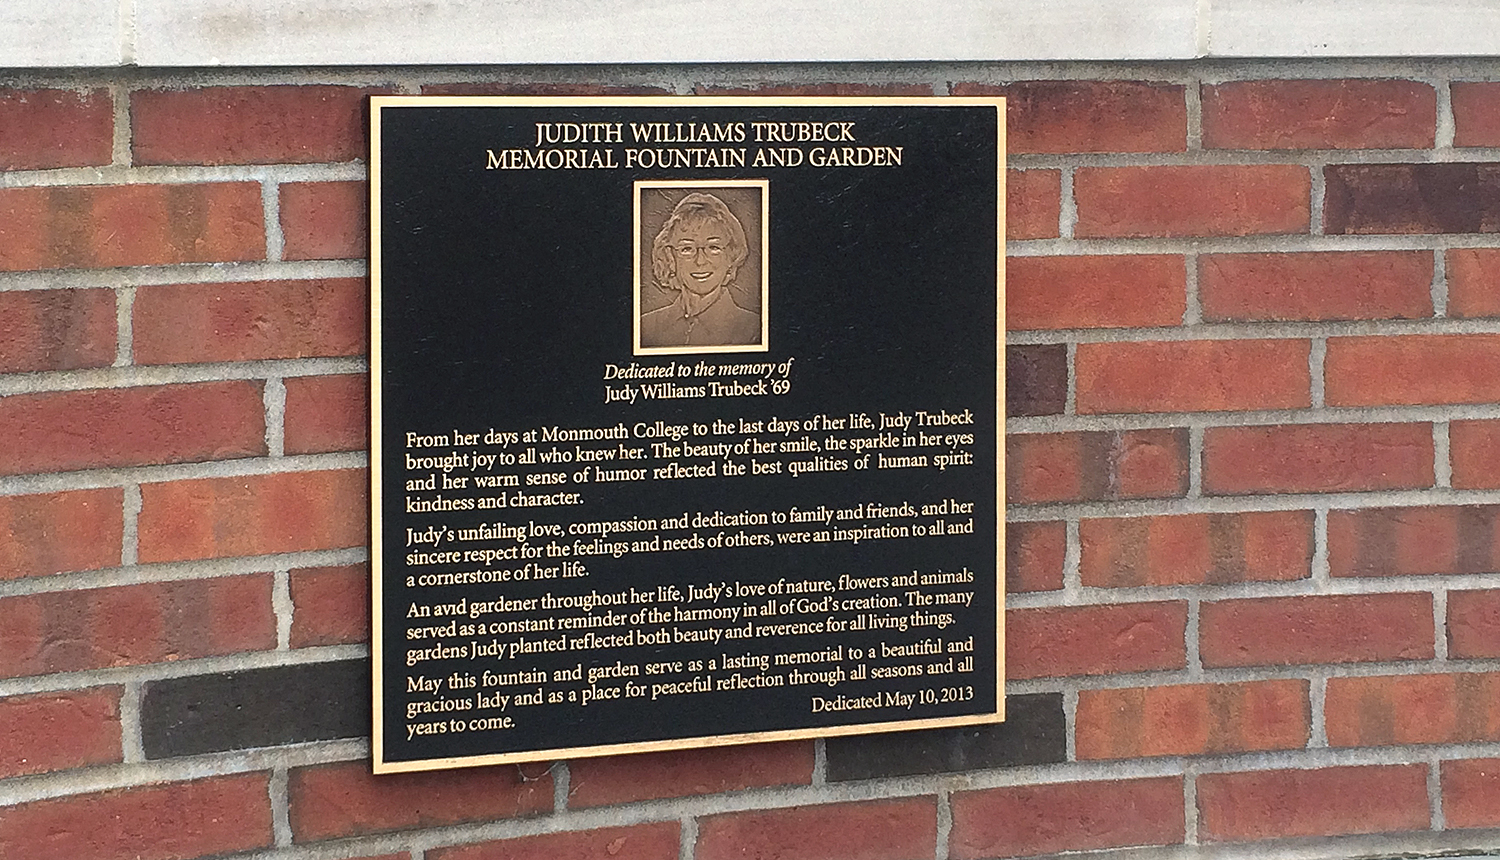 JUDITH WILLIAMS TRUBECK
MEMORIAL FOUNTAIN AND GARDEN
Dedicated to the memory of
Judy Williams Trubeck '69
From her days at Monmouth College to the last days of her life, Judy Trubeck
brought joy to all who knew her. The beauty of her smile, the sparkle in her eyes
and her warm sense of humor reflected the best qualities of human spirit:
kindness and character.
Judy's unfailing love, compassion and dedication to family and friends, and her
sincere respect for the feelings and needs of others, were an inspiration to all and
a cornerstone of her life.
An avid gardener throughout her life, Judy's love of nature, flowers and animals
served as a constant reminder of the harmony in all of God's creation. The many
gardens Judy planted reflected both beauty and reverence for all living things.
May this fountain and garden serve as a lasting memorial to a beautiful and
gracious lady and as a place for peaceful reflection through all seasons and all
years to come.
Dedicated May 10, 2013